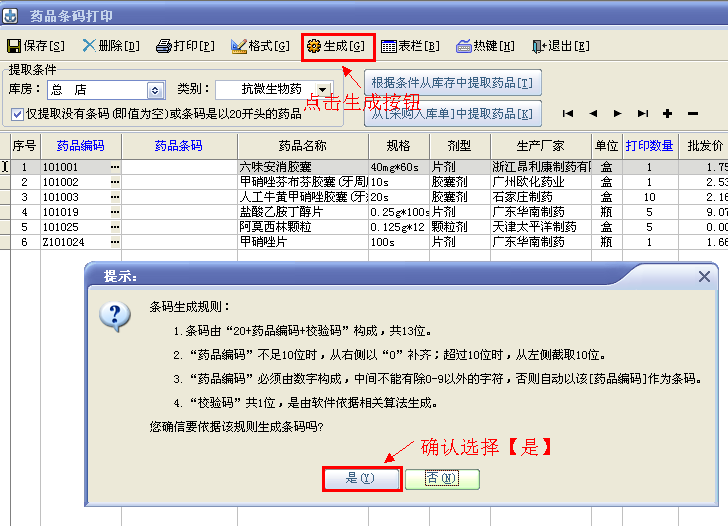 药品条码打印
保存[S] 删除[D] 打印[P] 格式[G] 生成[G] 表栏[B] 热键[H] 退出[E]
提取条件
库房: 总 店 类别: 抗微生物药
仅提取没有条码(即值为空)或条码是以20开头的药品
根据条件从库存中提取药品[T]
从[采购入库单]中提取药品[K]
点击生成按钮
序号 药品编码 药品条码 药品名称 规格 剂型 生产厂家 单位 打印数量 批发价
1 101001 六味安消胶囊 40mg*60s 片剂 浙江昂利康制药有 盒 1 1.75
2 101002 甲硝唑芬布芬胶囊(牙周 10s 胶囊剂 广州欧化药业 盒 1 2.53
3 101003 人工牛黄甲硝唑胶囊(牙 20s 胶囊剂 石家庄制药 盒 10 2.16
4 101019 盐酸乙胺丁醇片 0.25g*100s 片剂 广东华南制药 瓶 5 9.07
5 101025 阿莫西林颗粒 0.125g*12 颗粒剂 天津太平洋制药 盒 5 0.00
6 Z101024 甲硝唑片 100s 片剂 广东华南制药 瓶 1 1.66
提示:
条码生成规则:
1.条码由“20+药品编码+校验码”构成,共13位。
2.“药品编码”不足10位时,从右侧以“0”补齐;超过10位时,从左侧截取10位。
3.“药品编码”必须由数字构成,中间不能有除0-9以外的字符,否则自动以该[药品编码]作为条码。
4.“校验码”共1位,是由软件依据相关算法生成。
您确信要依据该规则生成条码吗?
确认选择【是】
是(Y) 否(N)